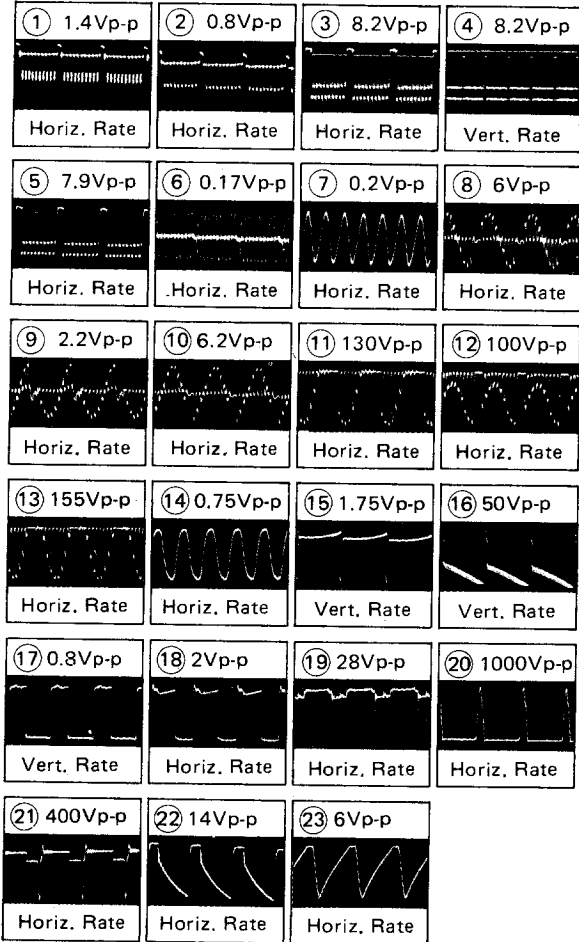 ① 1.4Vp-p ② 0.8Vp-p ③ 8.2Vp-p ④ 8.2Vp-p
Horiz. Rate Horiz. Rate Horiz. Rate Vert. Rate
⑤ 7.9Vp-p ⑥ 0.17Vp-p ⑦ 0.2Vp-p ⑧ 6Vp-p
Horiz. Rate Horiz. Rate Horiz. Rate Horiz. Rate
⑨ 2.2Vp-p ⑩ 6.2Vp-p ⑪ 130Vp-p ⑫ 100Vp-p
Horiz. Rate Horiz. Rate Horiz. Rate Horiz. Rate
⑬ 155Vp-p ⑭ 0.75Vp-p ⑮ 1.75Vp-p ⑯ 50Vp-p
Horiz. Rate Horiz. Rate Vert. Rate Vert. Rate
⑰ 0.8Vp-p ⑱ 2Vp-p ⑲ 28Vp-p ⑳ 1000Vp-p
Vert. Rate Horiz. Rate Horiz. Rate Horiz. Rate
㉑ 400Vp-p ㉒ 14Vp-p ㉓ 6Vp-p
Horiz. Rate Horiz. Rate Horiz. Rate